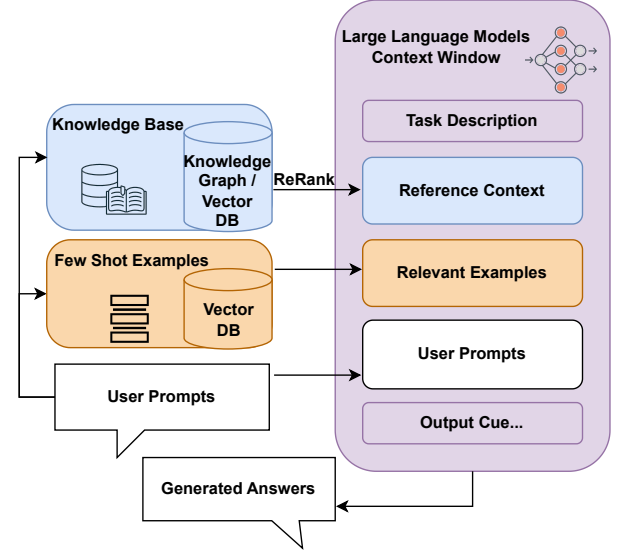 Large Language Models
Context Window
Task Description
Knowledge Base
Knowledge
Graph /
Vector
DB
ReRank
Reference Context
Few Shot Examples
Vector
DB
Relevant Examples
User Prompts
User Prompts
Output Cue...
Generated Answers